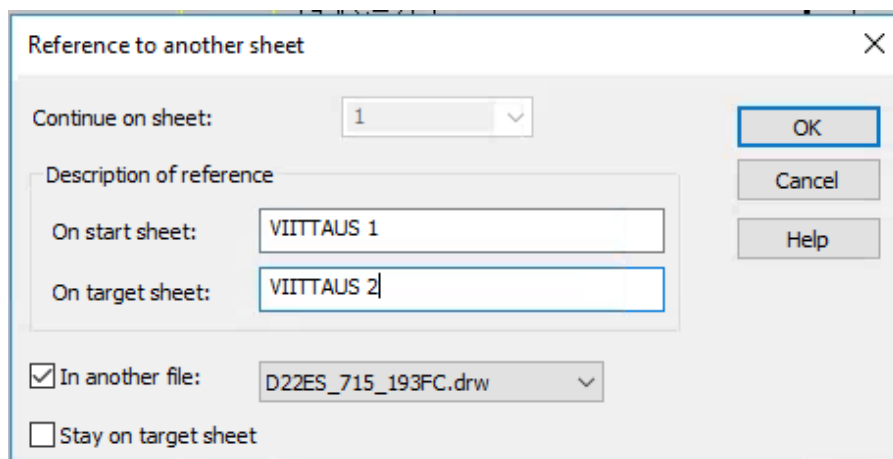 Reference to another sheet
Continue on sheet: 1
OK
Description of reference
Cancel
On start sheet: VIITTAUS 1
Help
On target sheet: VIITTAUS 2
In another file: D22ES_715_193FC.drw
Stay on target sheet